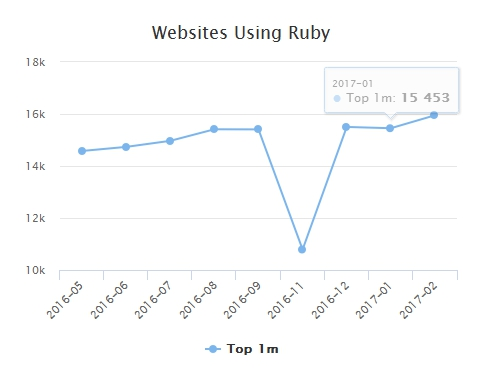 Websites Using Ruby
18k
2017-01
Top 1m: 15 453
16k
14k
12k
10k
2016-05
2016-06
2016-07
2016-08
2016-09
2016-11
2016-12
2017-01
2017-02
Top 1m